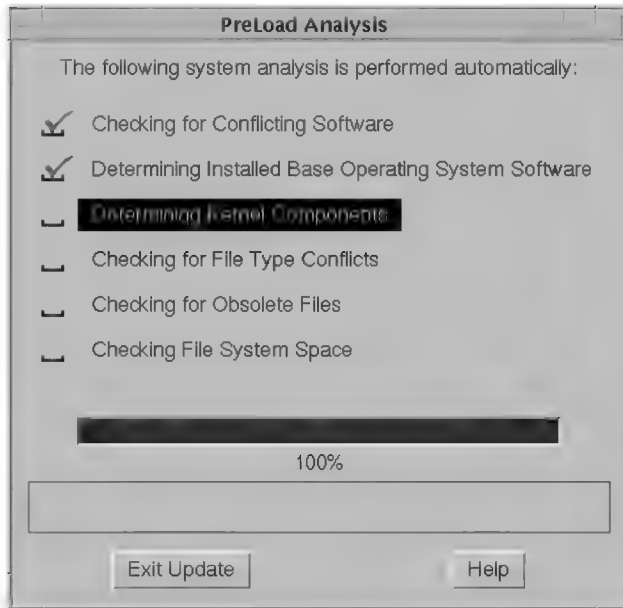 PreLoad Analysis
The following system analysis is performed automatically:
Checking for Conflicting Software
Determining Installed Base Operating System Software
Determining Kernel Components
Checking for File Type Conflicts
Checking for Obsolete Files
Checking File System Space
100%
Exit Update
Help